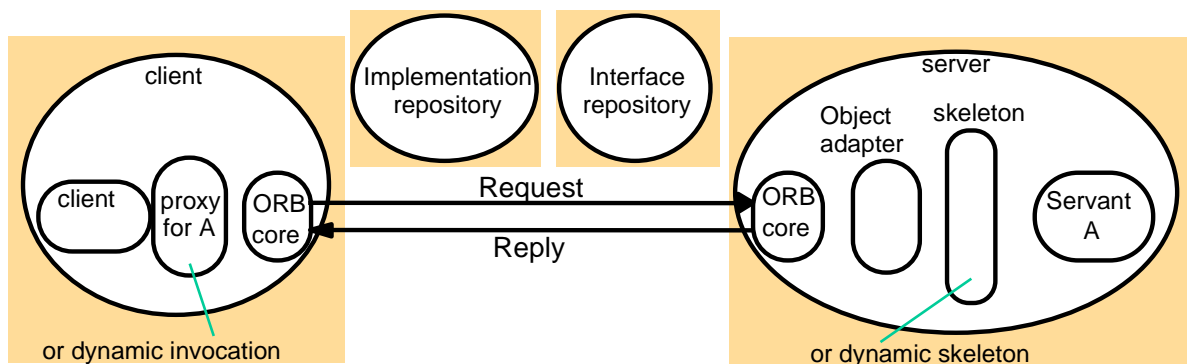 client
Implementation
repository
Interface
repository
server
Object
adapter
skeleton
client
proxy
for A
ORB
core
Request
Reply
ORB
core
Servant
A
or dynamic invocation
or dynamic skeleton